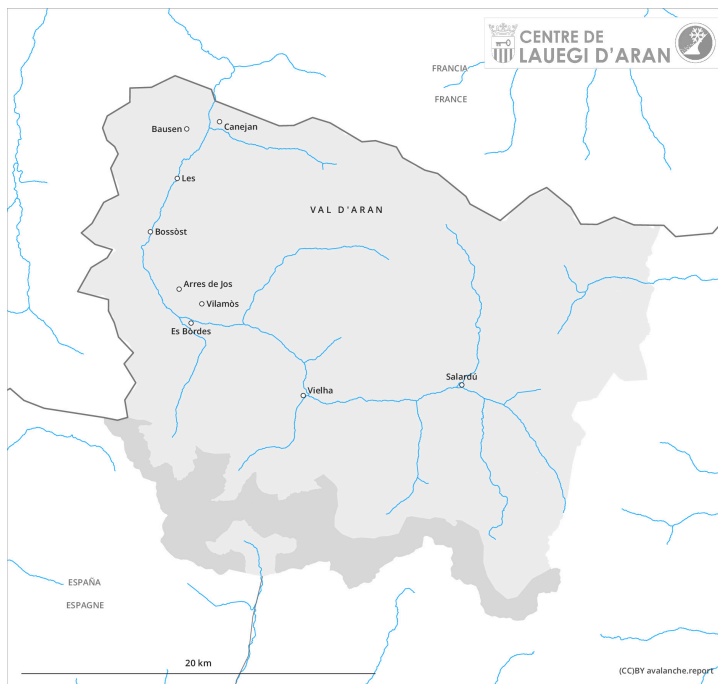 CENTRE DE
LAUEGI D'ARAN
FRANCIA
FRANCE
Bausen
Canejan
Les
VAL D'ARAN
Bossòst
Arres de Jos
Vilamòs
Es Bòrdes
Salardú
Vielha
ESPAÑA
ESPAGNE
20 km
(CC)BY avalanche.report